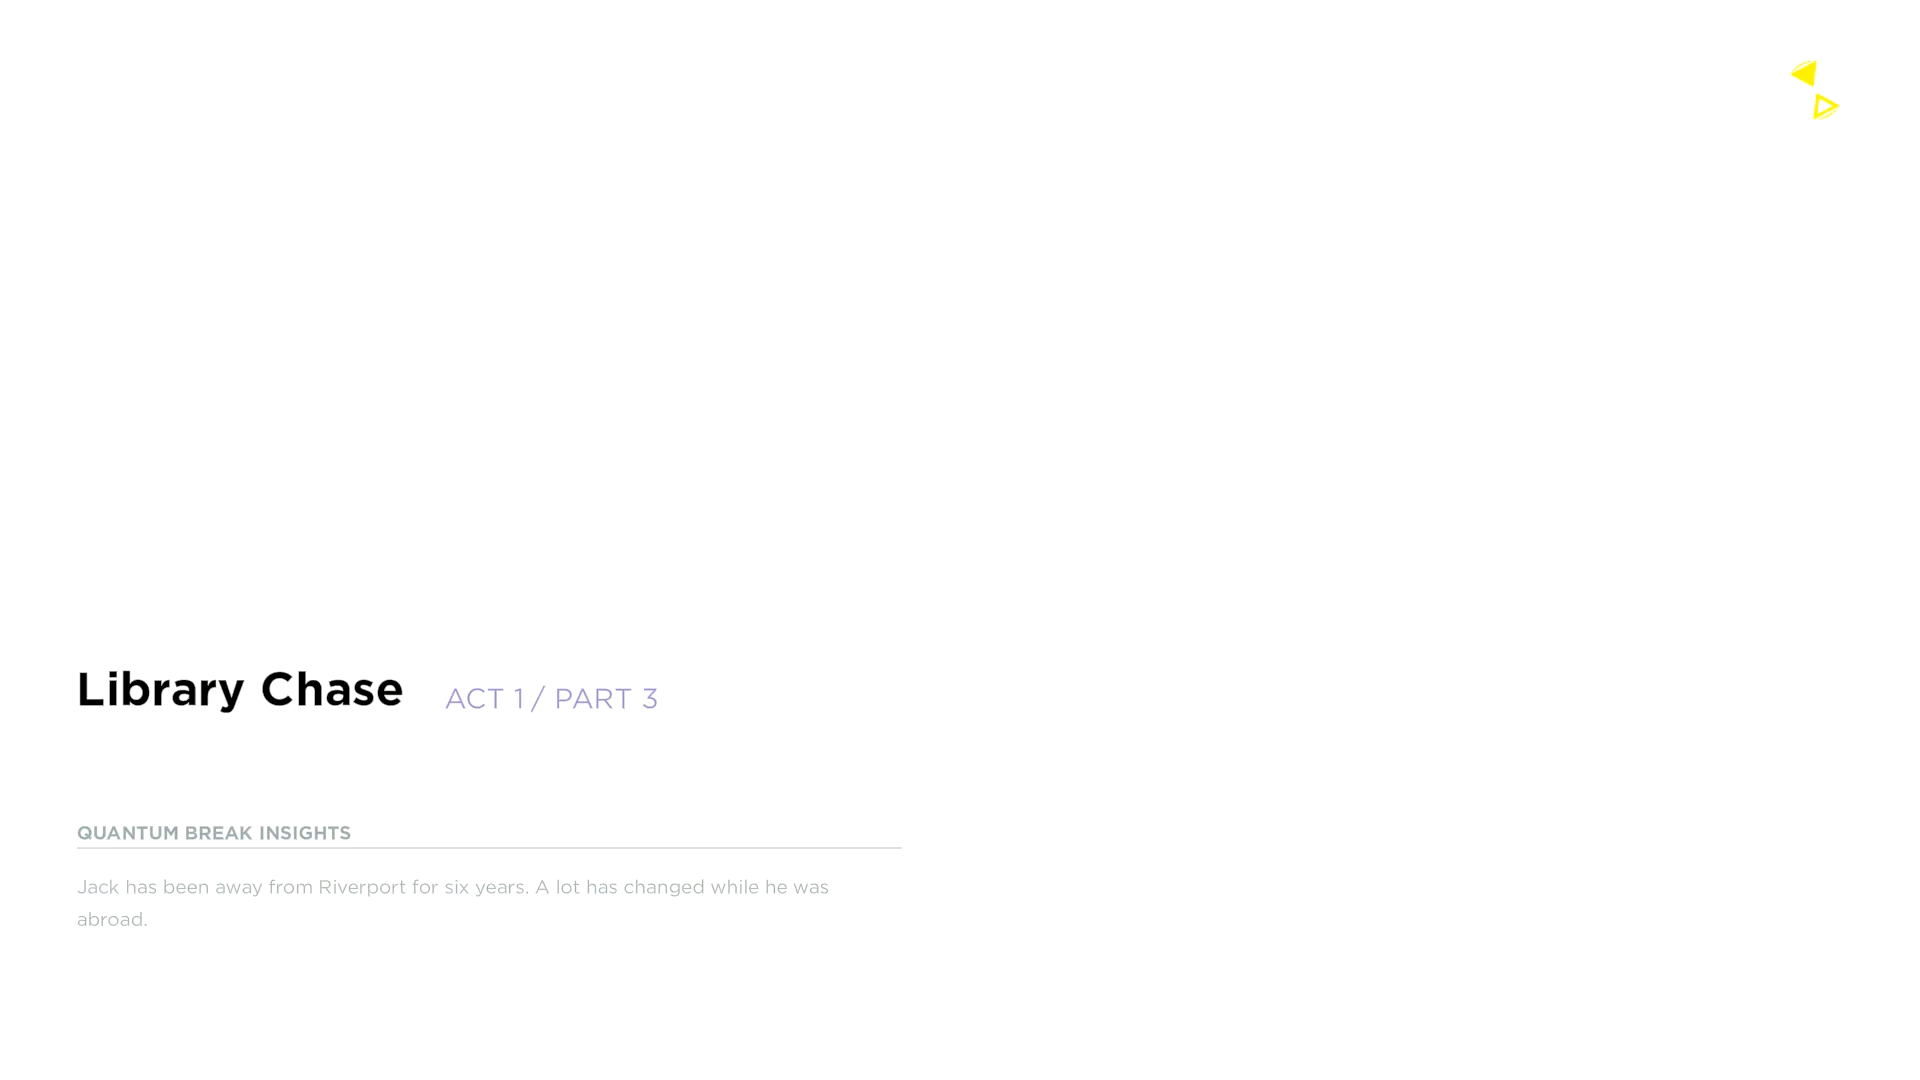 Library Chase ACT 1 / PART 3
QUANTUM BREAK INSIGHTS
Jack has been away from Riverport for six years. A lot has changed while he was
abroad.